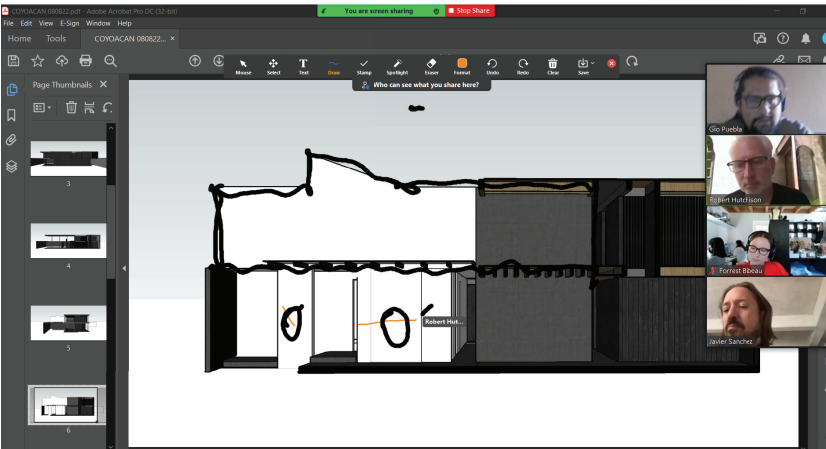 COYOACAN 080822.pdf - Adobe Acrobat Pro DC (32-bit)
You are screen sharing
Stop Share
File Edit View E-Sign Window Help
Home Tools COYOACAN 080822... ×
Mouse Select Text Draw Stamp Spotlight Eraser Format Undo Redo Clear Save
Who can see what you share here?
Page Thumbnails
3
4
5
6
Robert Hut...
Gio Puebla
Robert Hutchison
Forrest Bibeau
Javier Sanchez